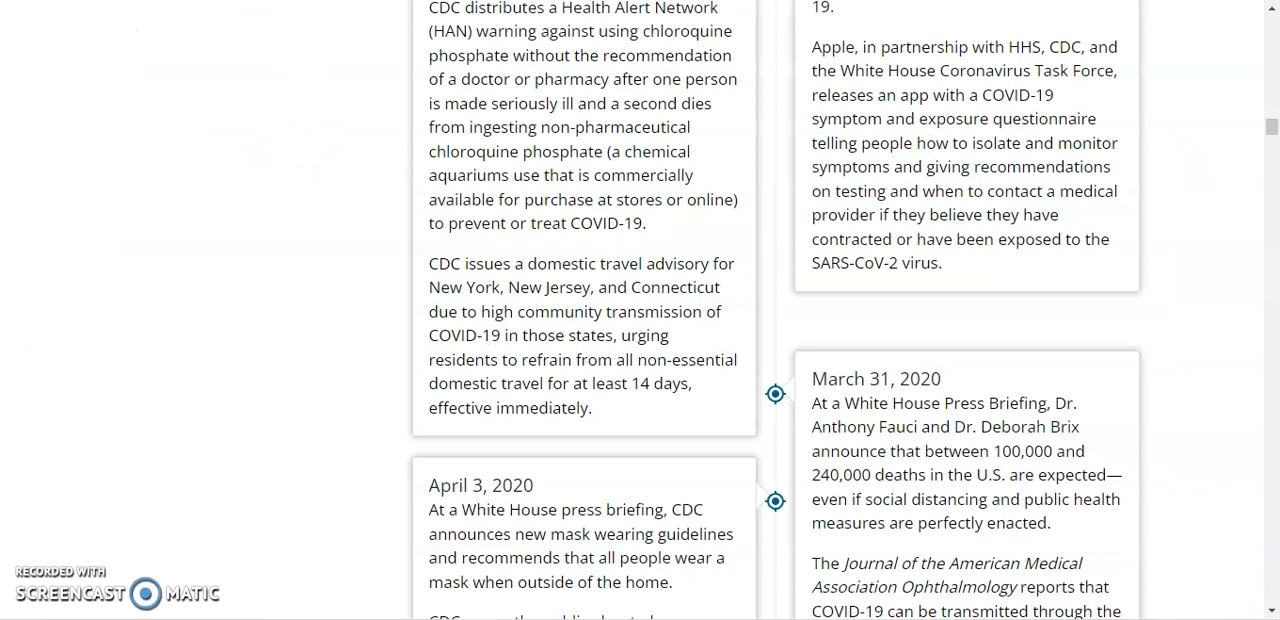 CDC distributes a Health Alert Network
(HAN) warning against using chloroquine
phosphate without the recommendation
of a doctor or pharmacy after one person
is made seriously ill and a second dies
from ingesting non-pharmaceutical
chloroquine phosphate (a chemical
aquariums use that is commercially
available for purchase at stores or online)
to prevent or treat COVID-19.
CDC issues a domestic travel advisory for
New York, New Jersey, and Connecticut
due to high community transmission of
COVID-19 in those states, urging
residents to refrain from all non-essential
domestic travel for at least 14 days,
effective immediately.
April 3, 2020
At a White House press briefing, CDC
announces new mask wearing guidelines
and recommends that all people wear a
mask when outside of the home.
19.
Apple, in partnership with HHS, CDC, and
the White House Coronavirus Task Force,
releases an app with a COVID-19
symptom and exposure questionnaire
telling people how to isolate and monitor
symptoms and giving recommendations
on testing and when to contact a medical
provider if they believe they have
contracted or have been exposed to the
SARS-CoV-2 virus.
March 31, 2020
At a White House Press Briefing, Dr.
Anthony Fauci and Dr. Deborah Brix
announce that between 100,000 and
240,000 deaths in the U.S. are expected—
even if social distancing and public health
measures are perfectly enacted.
The Journal of the American Medical
Association Ophthalmology reports that
COVID-19 can be transmitted through the
RECORDED WITH
SCREENCAST MATIC